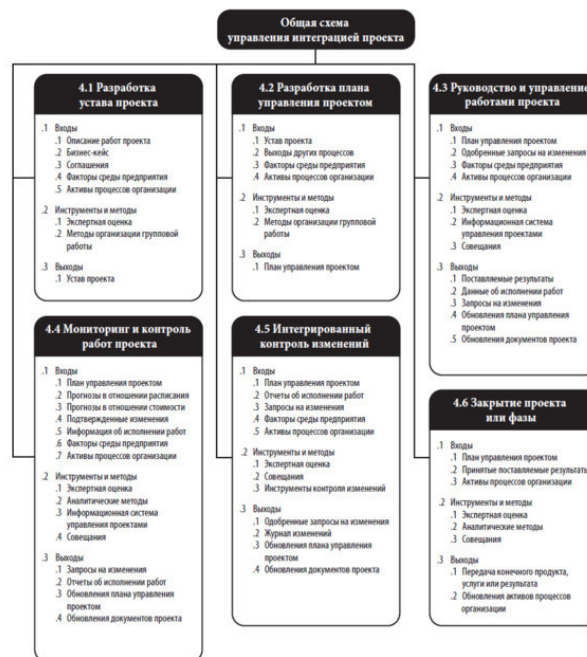 Общая схема
управления интеграцией проекта
4.1 Разработка
устава проекта
.1 Входы
.1 Описание работ проекта
.2 Бизнес-кейс
.3 Соглашения
.4 Факторы среды предприятия
.5 Активы процессов организации
.2 Инструменты и методы
.1 Экспертная оценка
.2 Методы организации групповой
работы
.3 Выходы
.1 Устав проекта
4.2 Разработка плана
управления проектом
.1 Входы
.1 Устав проекта
.2 Выходы других процессов
.3 Факторы среды предприятия
.4 Активы процессов организации
.2 Инструменты и методы
.1 Экспертная оценка
.2 Методы организации групповой
работы
.3 Выходы
.1 План управления проектом
4.3 Руководство и управление
работами проекта
.1 Входы
.1 План управления проектом
.2 Одобренные запросы на изменения
.3 Факторы среды предприятия
.4 Активы процессов организации
.2 Инструменты и методы
.1 Экспертная оценка
.2 Информационная система
управления проектами
.3 Совещания
.3 Выходы
.1 Поставляемые результаты
.2 Данные об исполнении работ
.3 Запросы на изменения
.4 Обновления плана управления
проектом
.5 Обновления документов проекта
4.4 Мониторинг и контроль
работ проекта
.1 Входы
.1 План управления проектом
.2 Прогнозы в отношении расписания
.3 Прогнозы в отношении стоимости
.4 Подтвержденные изменения
.5 Информация об исполнении работ
.6 Факторы среды предприятия
.7 Активы процессов организации
.2 Инструменты и методы
.1 Экспертная оценка
.2 Аналитические методы
.3 Информационная система
управления проектами
.4 Совещания
.3 Выходы
.1 Запросы на изменения
.2 Отчеты об исполнении работ
.3 Обновления плана управления
проектом
.4 Обновления документов проекта
4.5 Интегрированный
контроль изменений
.1 Входы
.1 План управления проектом
.2 Отчеты об исполнении работ
.3 Запросы на изменения
.4 Факторы среды предприятия
.5 Активы процессов организации
.2 Инструменты и методы
.1 Экспертная оценка
.2 Совещания
.3 Инструменты контроля изменений
.3 Выходы
.1 Одобренные запросы на изменения
.2 Журнал изменений
.3 Обновления плана управления
проектом
.4 Обновления документов проекта
4.6 Закрытие проекта
или фазы
.1 Входы
.1 План управления проектом
.2 Принятые поставляемые результаты
.3 Активы процессов организации
.2 Инструменты и методы
.1 Экспертная оценка
.2 Аналитические методы
.3 Совещания
.3 Выходы
.1 Передача конечного продукта,
услуги или результата
.2 Обновления активов процессов
организации